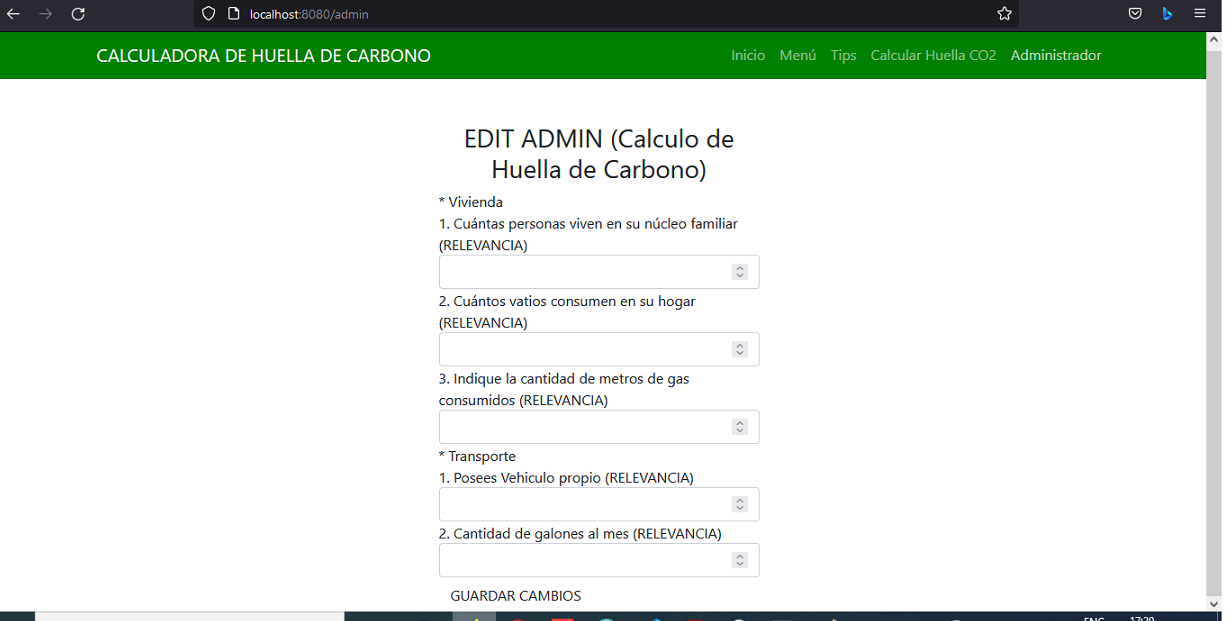 localhost:8080/admin
CALCULADORA DE HUELLA DE CARBONO
Inicio Menú Tips Calcular Huella CO2 Administrador
EDIT ADMIN (Calculo de
Huella de Carbono)
* Vivienda
1. Cuántas personas viven en su núcleo familiar
(RELEVANCIA)
2. Cuántos vatios consumen en su hogar
(RELEVANCIA)
3. Indique la cantidad de metros de gas
consumidos (RELEVANCIA)
* Transporte
1. Posees Vehiculo propio (RELEVANCIA)
2. Cantidad de galones al mes (RELEVANCIA)
GUARDAR CAMBIOS
ENG 17:20